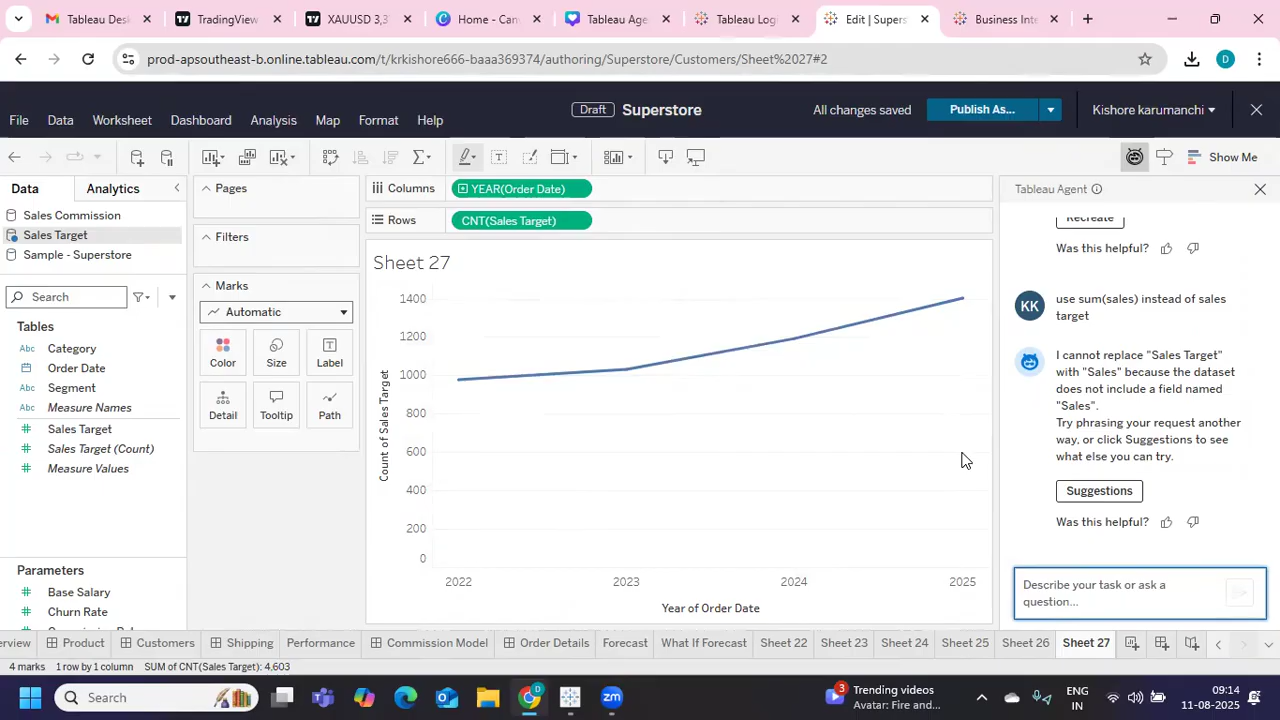 Tableau Desk
TradingView
XAUUSD 3,3
Home - Can
Tableau Age
Tableau Logi
Edit | Supers
Business Inte
prod-apsoutheast-b.online.tableau.com/t/krkishore666-baaa369374/authoring/Superstore/Customers/Sheet%2027#2
D
Draft
Superstore
All changes saved
Publish As...
Kishore karumanchi
File
Data
Worksheet
Dashboard
Analysis
Map
Format
Help
Show Me
Data
Analytics
Sales Commission
Sales Target
Sample - Superstore
Search
Tables
Abc Category
Order Date
Abc Segment
Abc Measure Names
Sales Target
Sales Target (Count)
Measure Values
Parameters
Base Salary
Churn Rate
Pages
Filters
Marks
Automatic
Color
Size
Label
Detail
Tooltip
Path
Columns
YEAR(Order Date)
Rows
CNT(Sales Target)
Sheet 27
Count of Sales Target
1400
1200
1000
800
600
400
200
0
2022
2023
2024
2025
Year of Order Date
Tableau Agent
Recreate
Was this helpful?
KK
use sum(sales) instead of sales
target
I cannot replace "Sales Target"
with "Sales" because the dataset
does not include a field named
"Sales".
Try phrasing your request another
way, or click Suggestions to see
what else you can try.
Suggestions
Was this helpful?
Describe your task or ask a
question...
erview
Product
Customers
Shipping
Performance
Commission Model
Order Details
Forecast
What If Forecast
Sheet 22
Sheet 23
Sheet 24
Sheet 25
Sheet 26
Sheet 27
4 marks
1 row by 1 column
SUM of CNT(Sales Target): 4,603
Search
3
Trending videos
Avatar: Fire and...
ENG
IN
09:14
11-08-2025